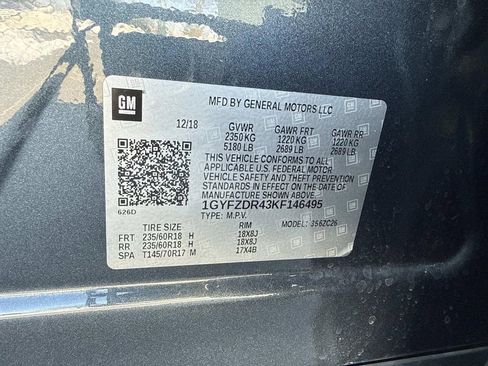 GM
MFD BY GENERAL MOTORS LLC
12/18 GVWR GAWR FRT GAWR RR
2350 KG 1220 KG 1220 KG
5180 LB 2689 LB 2689 LB
THIS VEHICLE CONFORMS TO ALL
APPLICABLE U.S. FEDERAL MOTOR
VEHICLE SAFETY AND THEFT
PREVENTION STANDARDS IN EFFECT ON
THE DATE OF MANUFACTURE SHOWN ABOVE.
1GYFZDR43KF146495
TYPE: M.P.V. MODEL: 356ZC26
626D
TIRE SIZE RIM
FRT 235/60R18 H 18X8J
RR 235/60R18 H 18X8J
SPA T145/70R17 M 17X4B